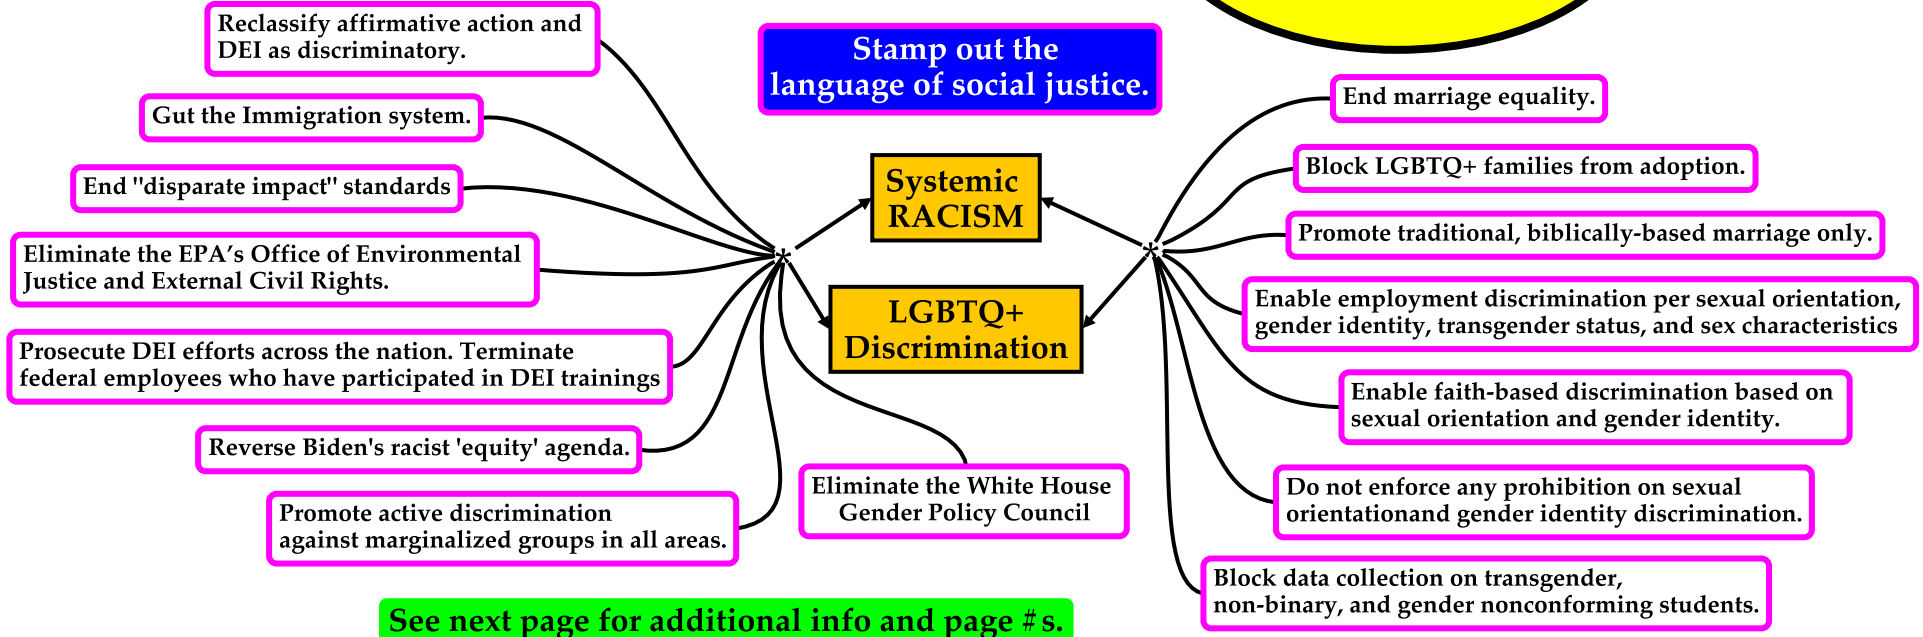 Reclassify affirmative action and
DEI as discriminatory.
Gut the Immigration system.
End "disparate impact" standards
Eliminate the EPA’s Office of Environmental
Justice and External Civil Rights.
Prosecute DEI efforts across the nation. Terminate
federal employees who have participated in DEI trainings
Reverse Biden's racist 'equity' agenda.
Promote active discrimination
against marginalized groups in all areas.
Stamp out the
language of social justice.
*
Systemic
RACISM
LGBTQ+
Discrimination
*
Eliminate the White House
Gender Policy Council
End marriage equality.
Block LGBTQ+ families from adoption.
Promote traditional, biblically-based marriage only.
Enable employment discrimination per sexual orientation,
gender identity, transgender status, and sex characteristics
Enable faith-based discrimination based on
sexual orientation and gender identity.
Do not enforce any prohibition on sexual
orientationand gender identity discrimination.
Block data collection on transgender,
non-binary, and gender nonconforming students.
See next page for additional info and page #s.